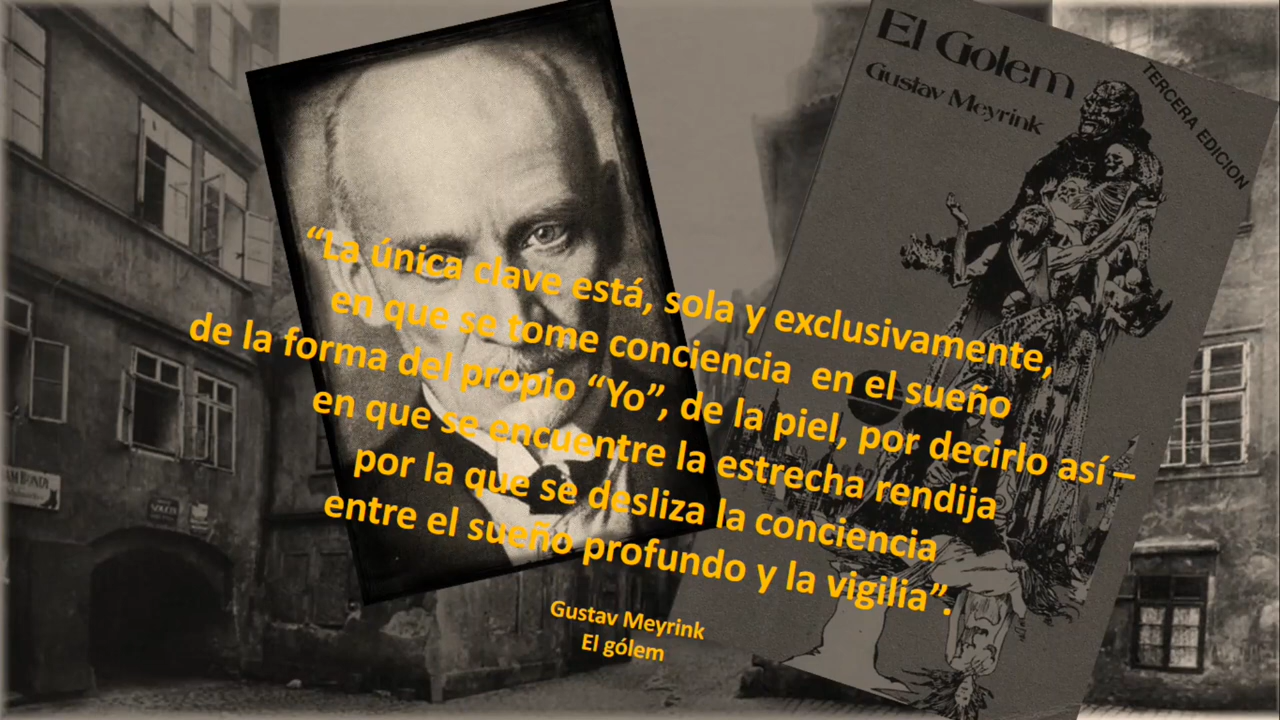 El Golem
Gustav Meyrink
TERCERA EDICION
“La única clave está, sola y exclusivamente,
en que se tome conciencia en el sueño
de la forma del propio “Yo”, de la piel, por decirlo así –
en que se encuentre la estrecha rendija
por la que se desliza la conciencia
entre el sueño profundo y la vigilia”.
Gustav Meyrink
El gólem